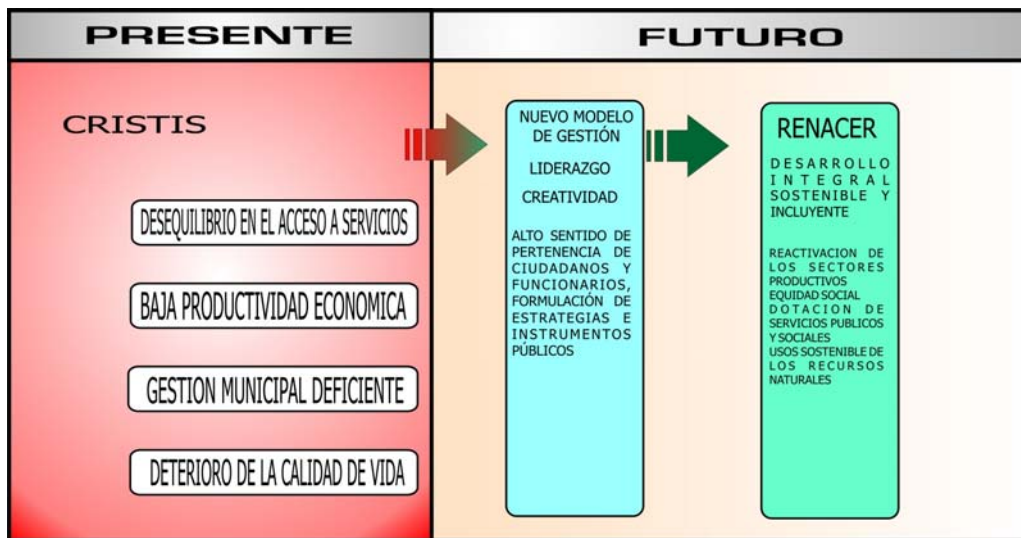 PRESENTE
FUTURO
CRISTIS
DESEQUILIBRIO EN EL ACCESO A SERVICIOS
BAJA PRODUCTIVIDAD ECONOMICA
GESTION MUNICIPAL DEFICIENTE
DETERIORO DE LA CALIDAD DE VIDA
NUEVO MODELO
DE GESTIÓN
LIDERAZGO
CREATIVIDAD
ALTO SENTIDO DE
PERTENENCIA DE
CIUDADANOS Y
FUNCIONARIOS,
FORMULACIÓN DE
ESTRATEGIAS E
INSTRUMENTOS
PÚBLICOS
RENACER
DESARROLLO
INTEGRAL
SOSTENIBLE Y
INCLUYENTE
REACTIVACION DE
LOS SECTORES
PRODUCTIVOS
EQUIDAD SOCIAL
DOTACION DE
SERVICIOS PUBLICOS
Y SOCIALES
USOS SOSTENIBLE DE
LOS RECURSOS
NATURALES